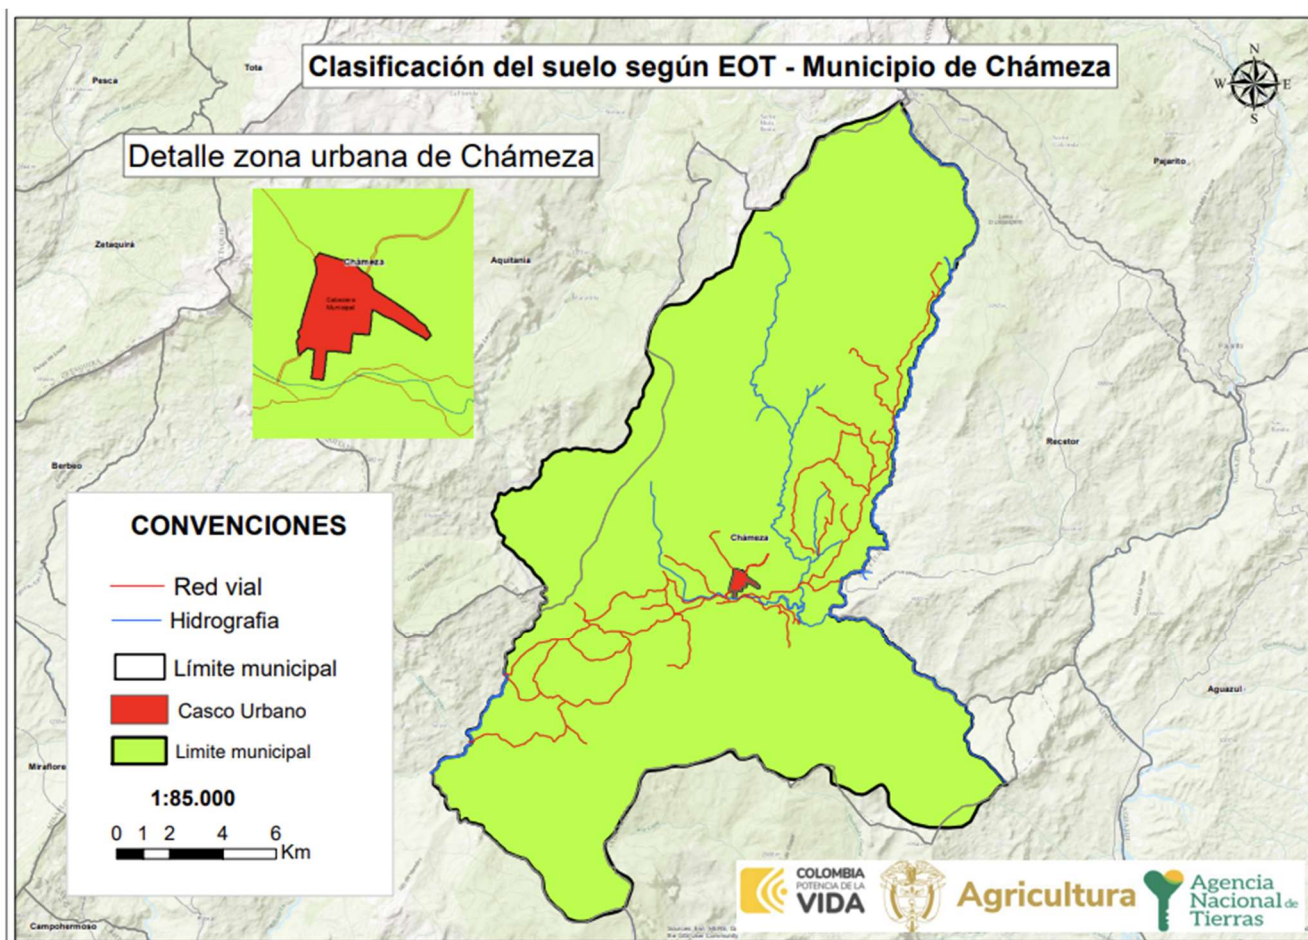 Clasificación del suelo según EOT - Municipio de Chámeza
N
W E
S
Detalle zona urbana de Chámeza
Chámeza
Cabecera
Municipal
Pesca
Tota
Pajarito
Zetaquirá
Aquitania
Berbeo
Recetor
Chámeza
Aguazul
Miraflores
Campohermoso
CONVENCIONES
Red vial
Hidrografia
Límite municipal
Casco Urbano
Limite municipal
1:85.000
0 1 2 4 6
Km
COLOMBIA
POTENCIA DE LA
VIDA
Agricultura
Agencia
Nacional de
Tierras